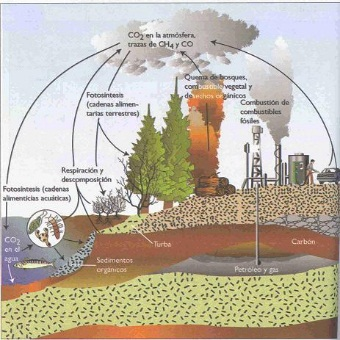 CO2 en la atmósfera,
trazas de CH4 y CO
Quema de bosques,
combustible vegetal y
desechos orgánicos
Fotosíntesis
(cadenas alimen-
tarias terrestres)
Combustión de
combustibles
fósiles
Respiración y
descomposición
Fotosíntesis (cadenas
alimenticias acuáticas)
CO2
en el
agua
Turba
Carbón
Sedimentos
orgánicos
Petróleo y gas